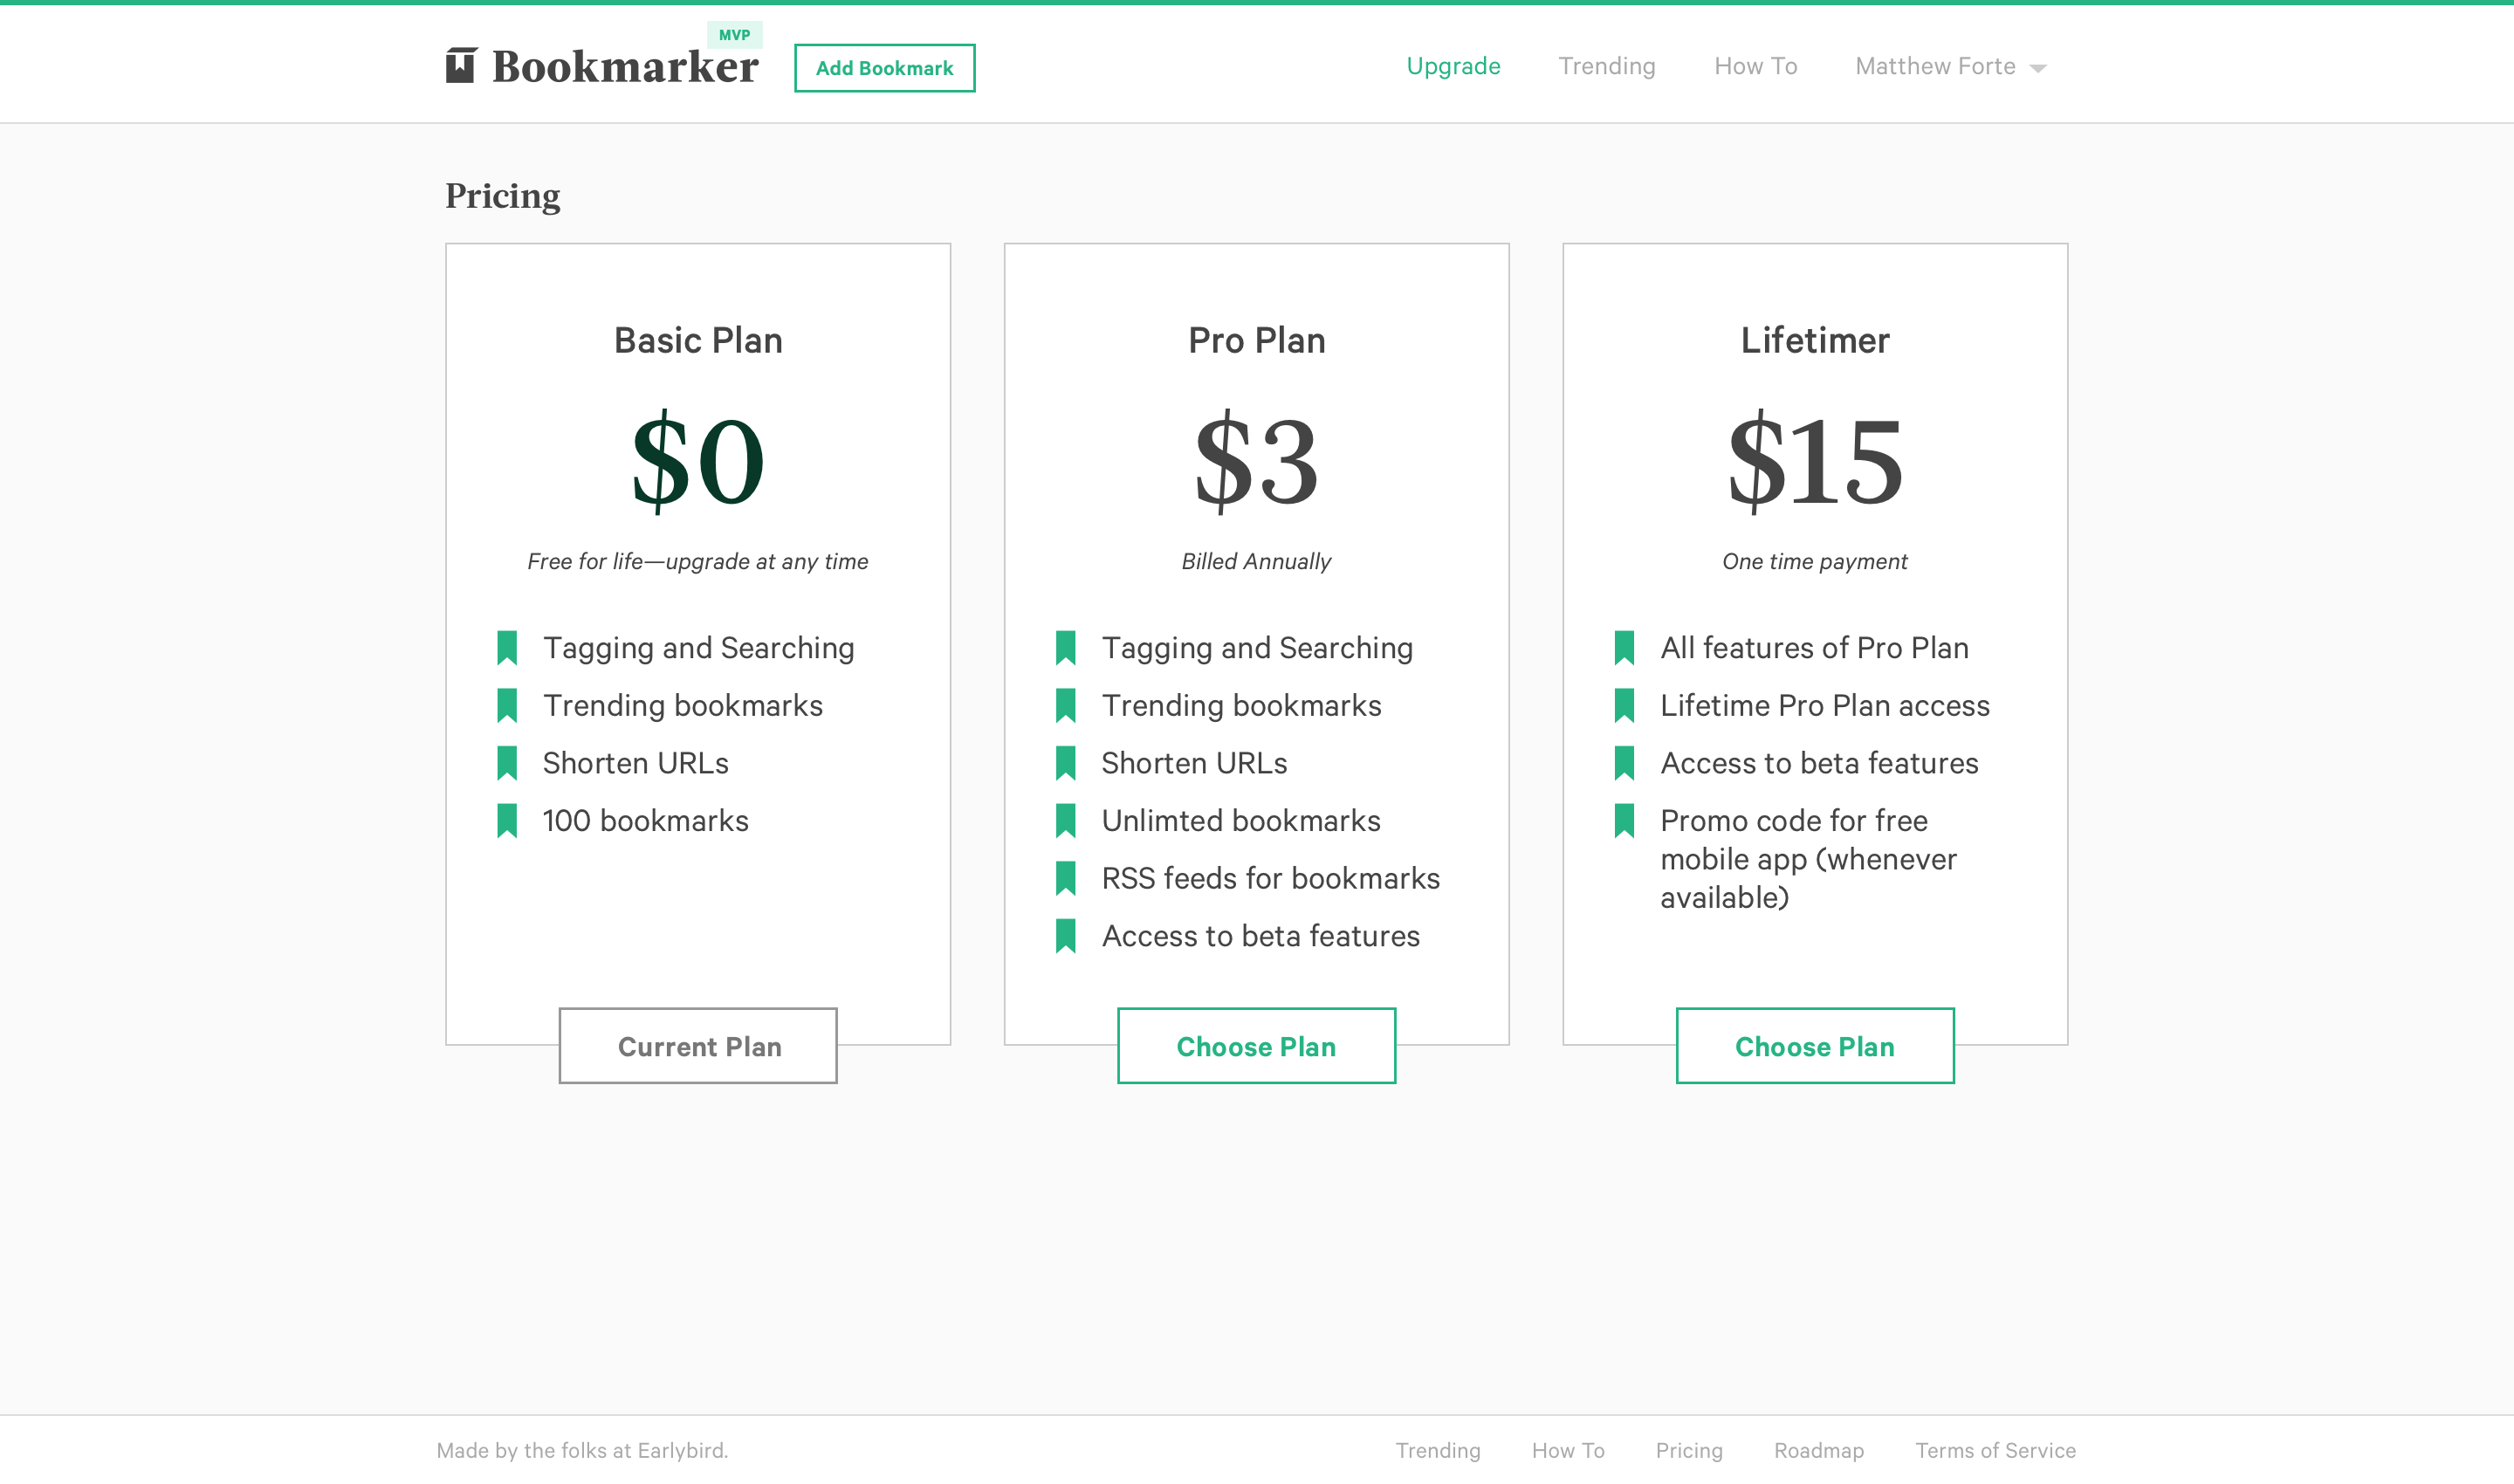 MVP
Bookmarker
Add Bookmark
Upgrade
Trending
How To
Matthew Forte
Pricing
Basic Plan
$0
Free for life—upgrade at any time
Tagging and Searching
Trending bookmarks
Shorten URLs
100 bookmarks
Current Plan
Pro Plan
$3
Billed Annually
Tagging and Searching
Trending bookmarks
Shorten URLs
Unlimted bookmarks
RSS feeds for bookmarks
Access to beta features
Choose Plan
Lifetimer
$15
One time payment
All features of Pro Plan
Lifetime Pro Plan access
Access to beta features
Promo code for free
mobile app (whenever
available)
Choose Plan
Made by the folks at Earlybird.
Trending
How To
Pricing
Roadmap
Terms of Service